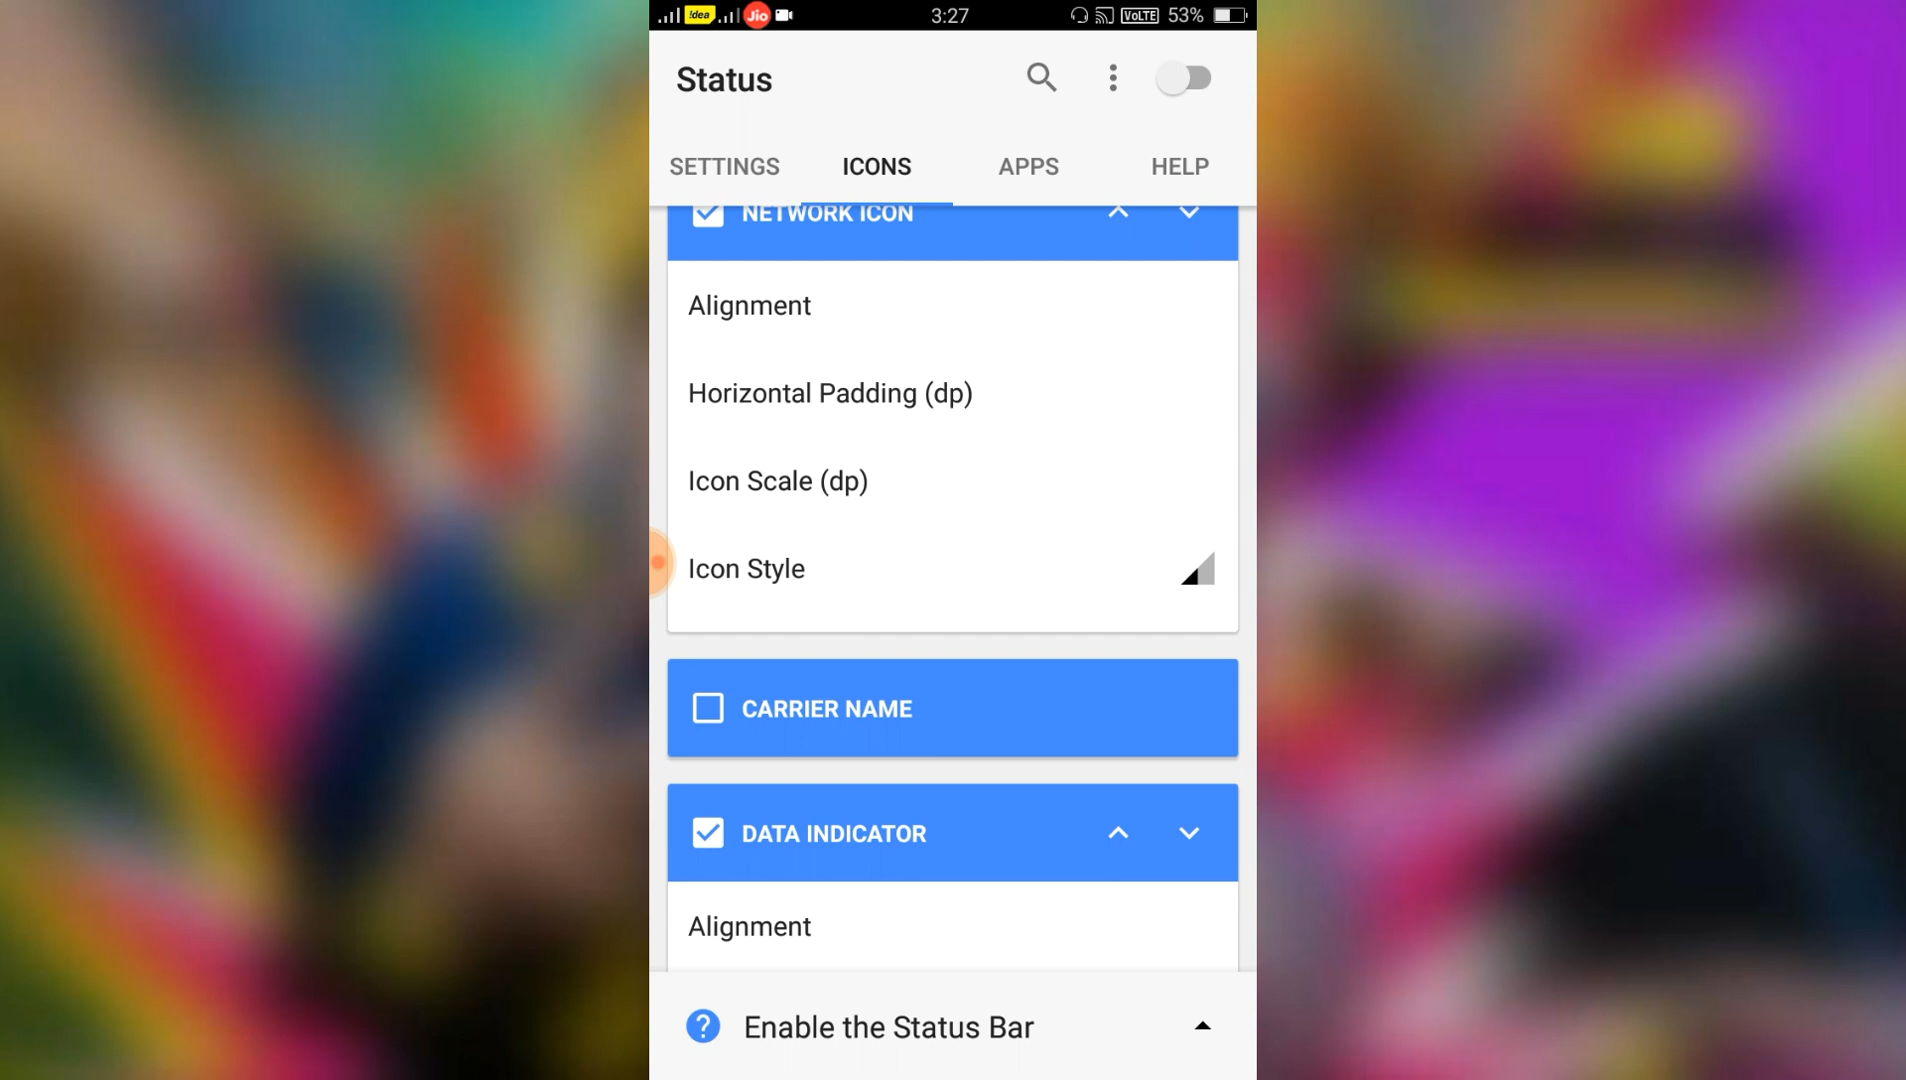 !dea Jio 3:27 VoLTE 53%
Status
SETTINGS ICONS APPS HELP
NETWORK ICON
Alignment
Horizontal Padding (dp)
Icon Scale (dp)
Icon Style
CARRIER NAME
DATA INDICATOR
Alignment
? Enable the Status Bar